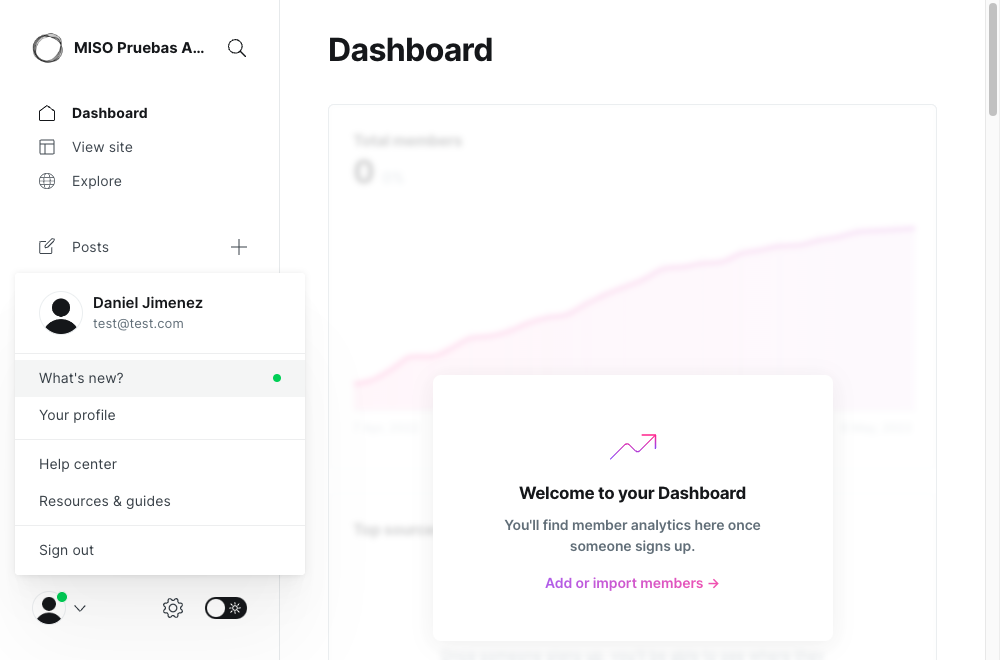 MISO Pruebas A...
Dashboard
View site
Explore
Posts
Daniel Jimenez
test@test.com
What's new?
Your profile
Help center
Resources & guides
Sign out
Dashboard
Total members
0
Welcome to your Dashboard
You'll find member analytics here once
someone signs up.
Add or import members →